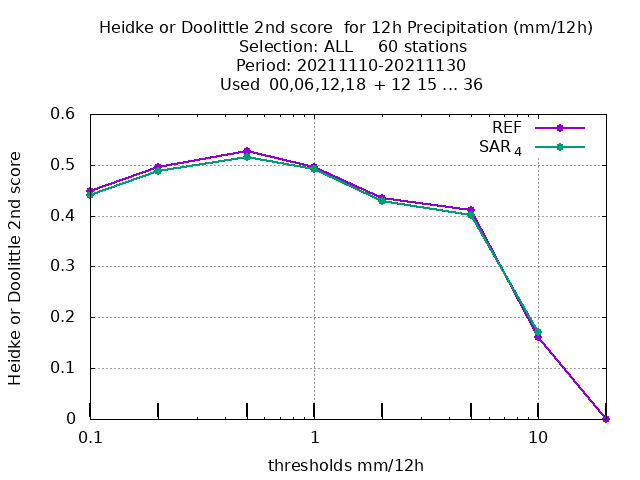 Heidke or Doolittle 2nd score  for 12h Precipitation (mm/12h)
Selection: ALL     60 stations
Period: 20211110-20211130
Used  00,06,12,18  + 12 15 ... 36
REF
SAR 4
Heidke or Doolittle 2nd score
0.6
0.5
0.4
0.3
0.2
0.1
0
0.1 1 10
thresholds mm/12h